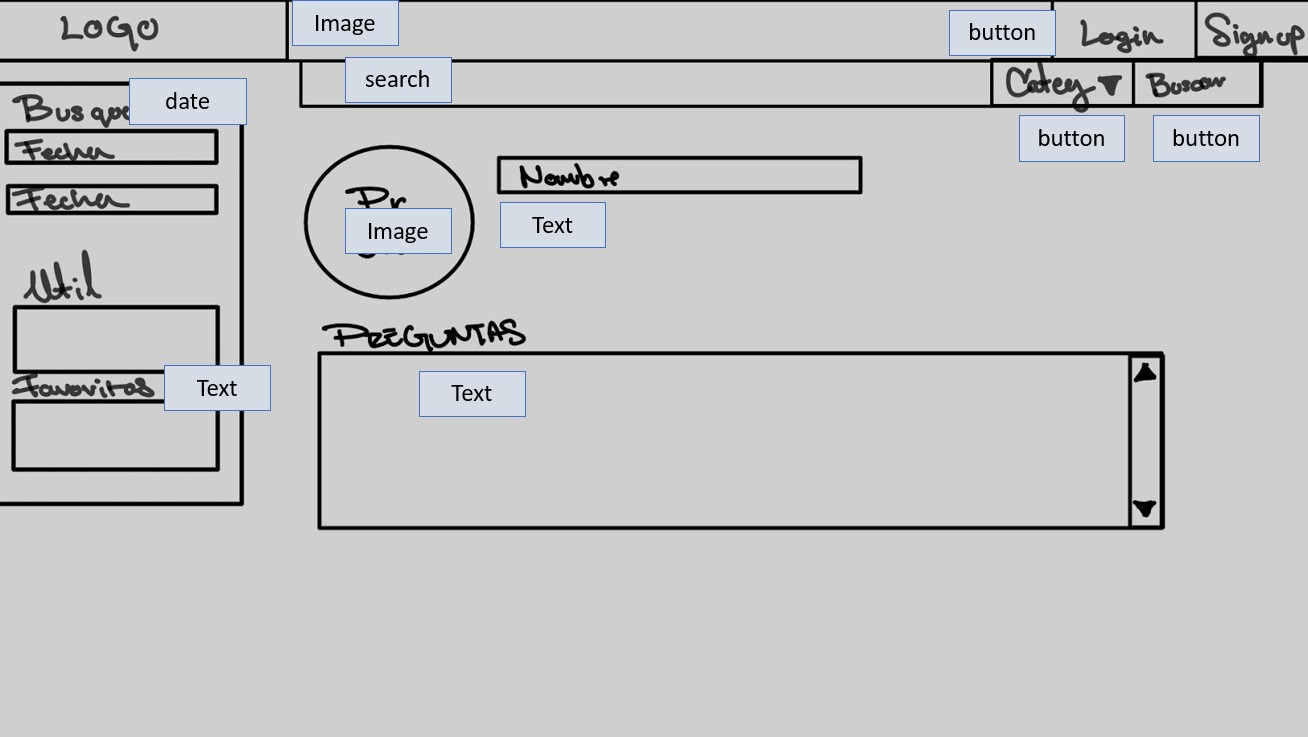 LOGO
Image
button
Login
Signup
search
Categ
Buscar
button
button
date
Fecha
Fecha
Util
Favoritos
Text
Image
Nombre
Text
PREGUNTAS
Text